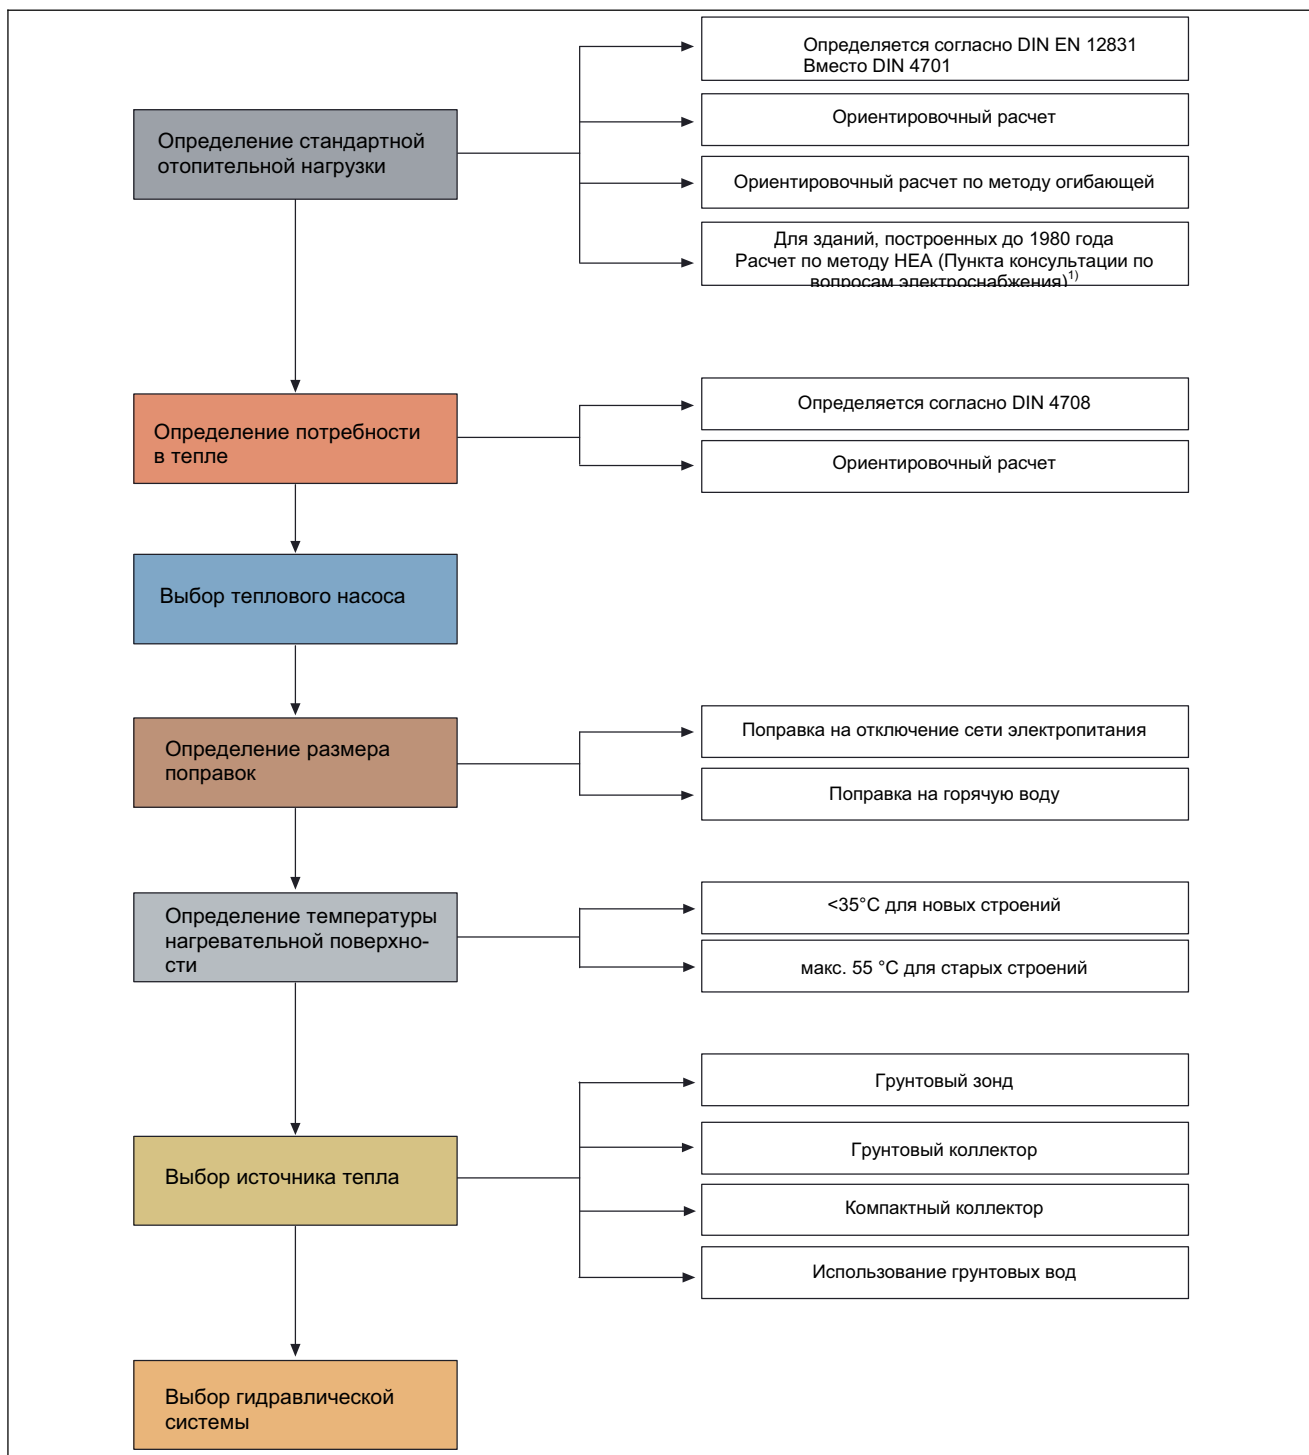 Определяется согласно DIN EN 12831
Вместо DIN 4701
Определение стандартной
отопительной нагрузки
Ориентировочный расчет
Ориентировочный расчет по методу огибающей
Для зданий, построенных до 1980 года
Расчет по методу HEA (Пункта консультации по
вопросам электроснабжения)1)
Определение потребности
в тепле
Определяется согласно DIN 4708
Ориентировочный расчет
Выбор теплового насоса
Определение размера
поправок
Поправка на отключение сети электропитания
Поправка на горячую воду
Определение температуры
нагревательной поверхно-
сти
<35°C для новых строений
макс. 55 °C для старых строений
Выбор источника тепла
Грунтовый зонд
Грунтовый коллектор
Компактный коллектор
Использование грунтовых вод
Выбор гидравлической
системы